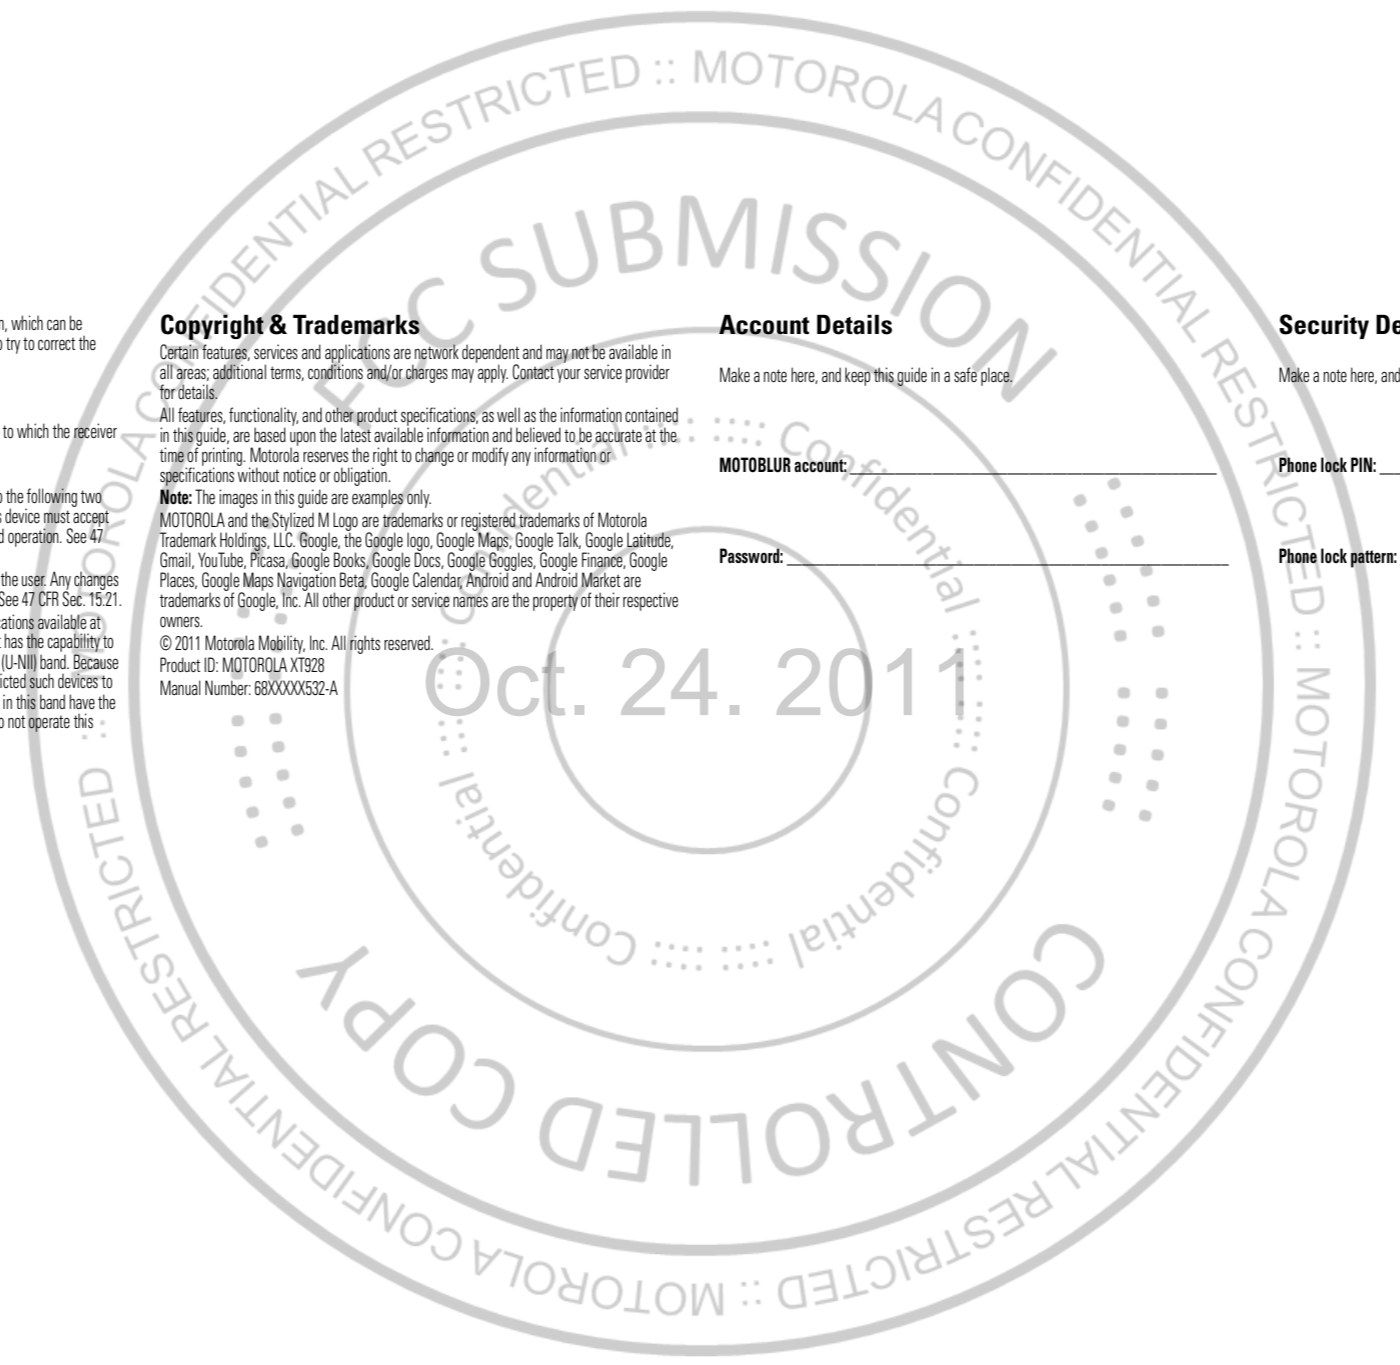 n, which can be
o try to correct the
to which the receiver
o the following two
s device must accept
d operation. See 47
the user. Any changes
See 47 CFR Sec. 15.21.
cations available at
t has the capability to
(U-NII) band. Because
ricted such devices to
in this band have the
o not operate this
Copyright & Trademarks
Certain features, services and applications are network dependent and may not be available in
all areas; additional terms, conditions and/or charges may apply. Contact your service provider
for details.
All features, functionality, and other product specifications, as well as the information contained
in this guide, are based upon the latest available information and believed to be accurate at the
time of printing. Motorola reserves the right to change or modify any information or
specifications without notice or obligation.
Note: The images in this guide are examples only.
MOTOROLA and the Stylized M Logo are trademarks or registered trademarks of Motorola
Trademark Holdings, LLC. Google, the Google logo, Google Maps, Google Talk, Google Latitude,
Gmail, YouTube, Picasa, Google Books, Google Docs, Google Goggles, Google Finance, Google
Places, Google Maps Navigation Beta, Google Calendar, Android and Android Market are
trademarks of Google, Inc. All other product or service names are the property of their respective
owners.
© 2011 Motorola Mobility, Inc. All rights reserved.
Product ID: MOTOROLA XT928
Manual Number: 68XXXXX532-A
Account Details
Make a note here, and keep this guide in a safe place.
MOTOBLUR account:
Password:
Security De
Make a note here, and
Phone lock PIN:
Phone lock pattern:
MOTOROLA CONFIDENTIAL RESTRICTED :: MOTOROLA CONFIDENTIAL RESTRICTED :: MOTOROLA CONFIDENTIAL RESTRICTED :: MOTOROLA CONFIDENTIAL RESTRICTED ::
FCC SUBMISSION
CONTROLLED COPY
:::: Confidential :::: :::: Confidential :::: :::: Confidential :::: :::: Confidential ::::
Oct. 24. 2011